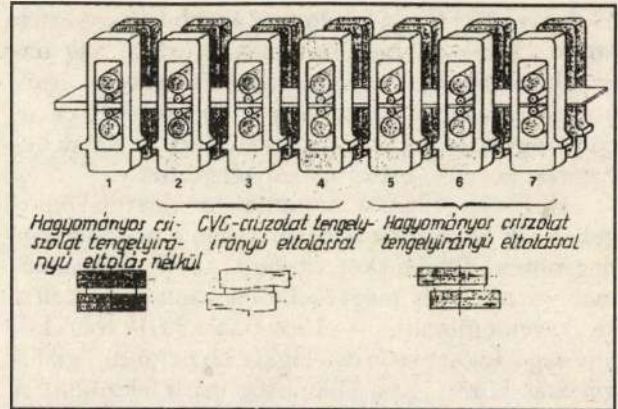 1 2 3 4 5 6 7
Hagyományos csi-
szolat tengelyirá-
nyú eltolás nélkül
CVC-csiszolat tengely-
irányú eltolással
Hagyományos csiszolat
tengelyirányú eltolással